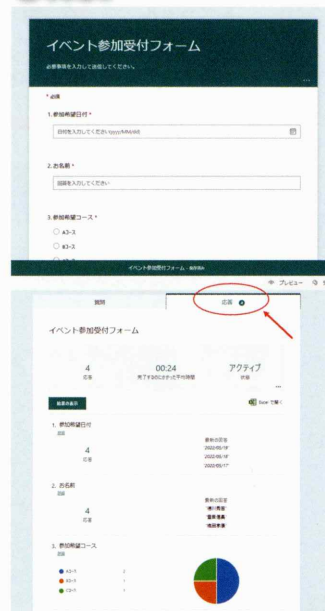 イベント参加受付フォーム
必要事項を入力して送信してください。
* 必須
1. 参加希望日付 *
日付を入力してください(yyyy/MM/dd)
2. お名前 *
回答を入力してください
3. 参加希望コース *
Aコース
Bコース
イベント参加受付フォーム - 保存済み
プレビュー
質問
応答
イベント参加受付フォーム
4
応答
00:24
完了するのにかかった平均時間
アクティブ
状態
結果の表示
Excel で開く
1. 参加希望日付
4
応答
最新の回答
"2022/05/18"
"2022/05/18"
"2022/05/17"
2. お名前
4
応答
最新の回答
3. 参加希望コース
Aコース 2
Bコース 1
Cコース 1